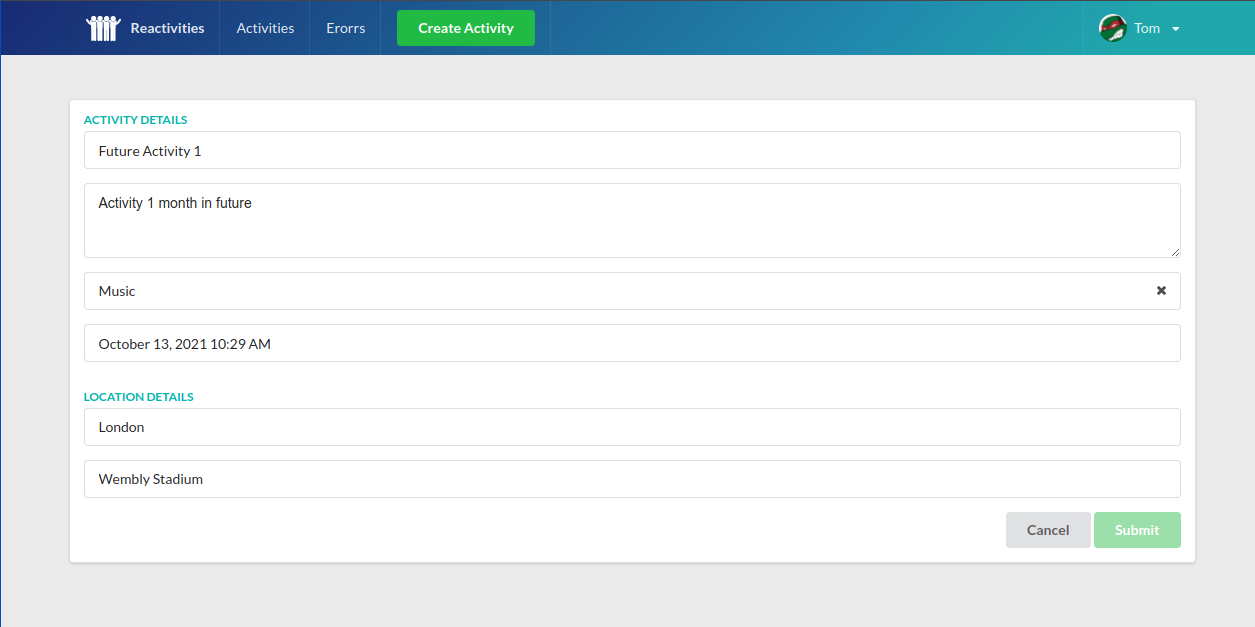 Reactivities
Activities
Erorrs
Create Activity
Tom
ACTIVITY DETAILS
Future Activity 1
Activity 1 month in future
Music
October 13, 2021 10:29 AM
LOCATION DETAILS
London
Wembly Stadium
Cancel
Submit